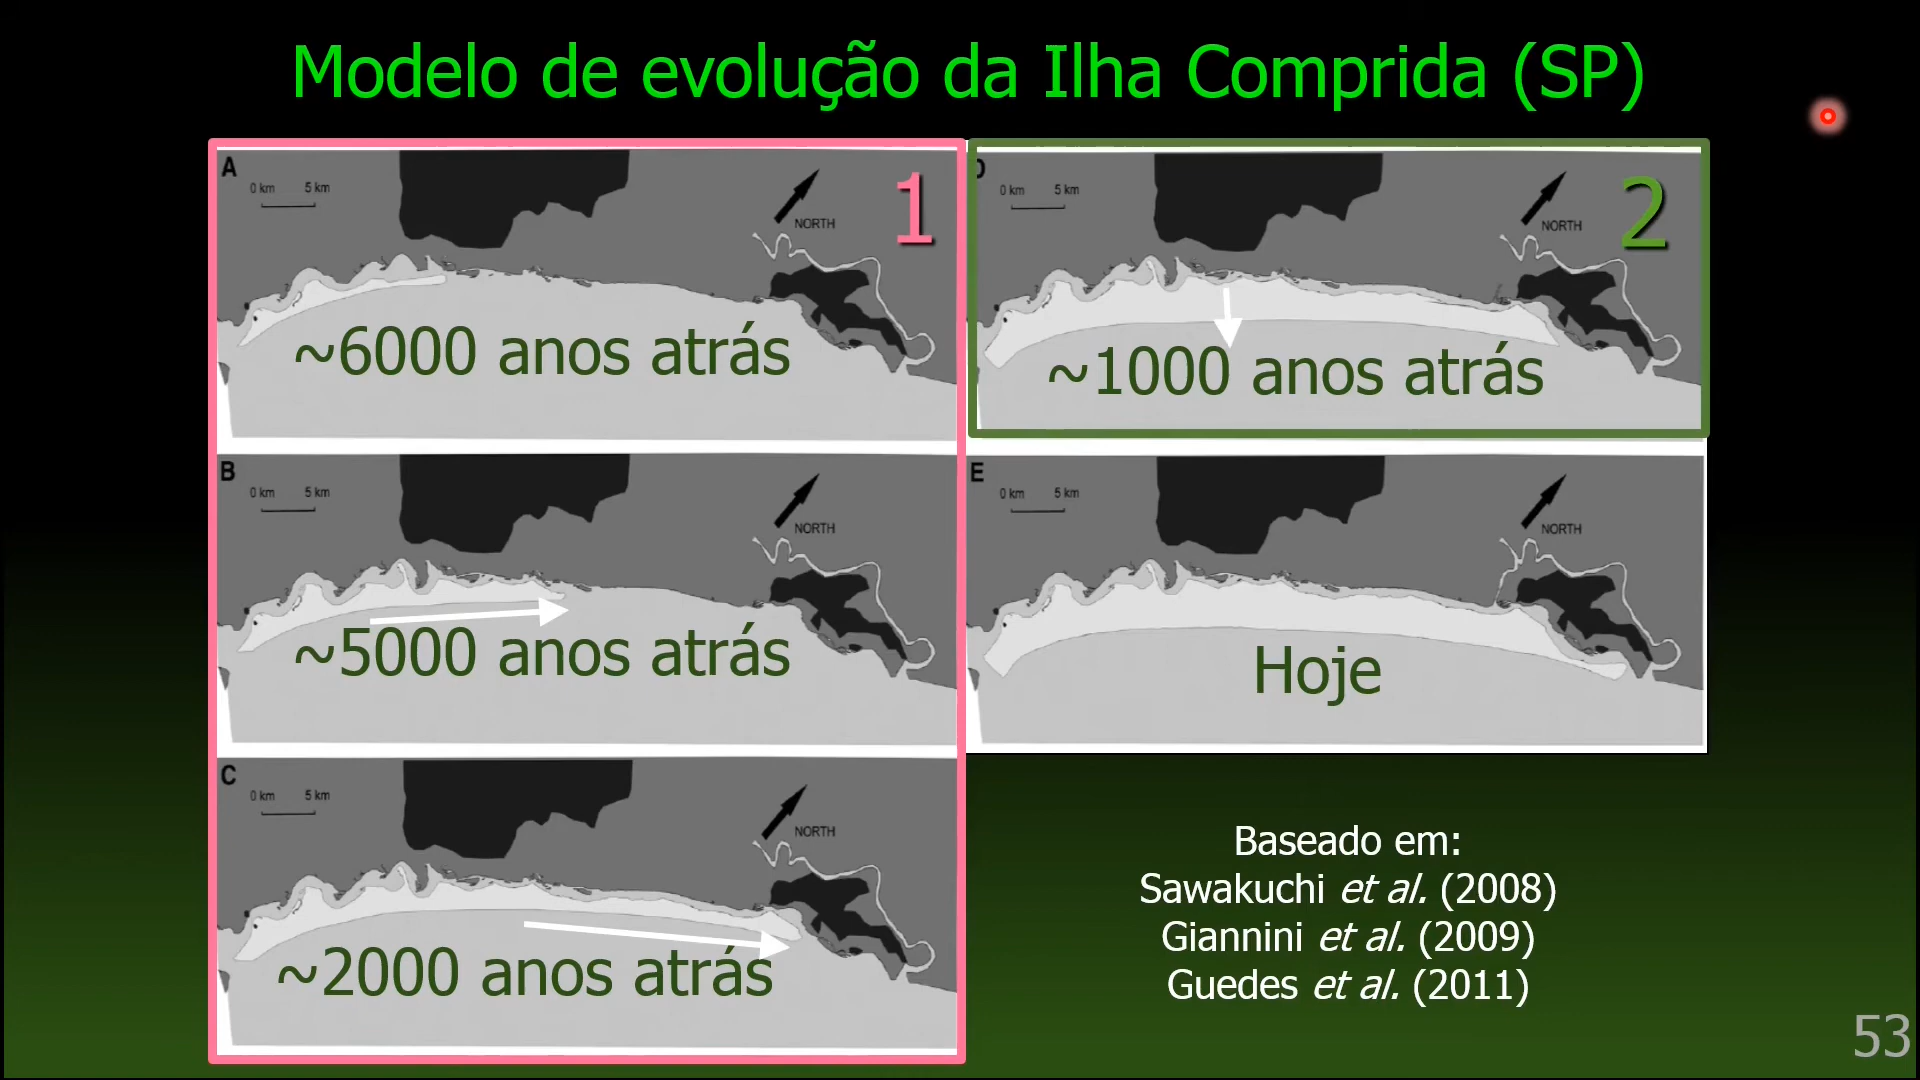 Modelo de evolução da Ilha Comprida (SP)
A
0 km 5 km
NORTH
1
~6000 anos atrás
B
0 km 5 km
NORTH
~5000 anos atrás
C
0 km 5 km
NORTH
~2000 anos atrás
D
0 km 5 km
NORTH
2
~1000 anos atrás
E
0 km 5 km
NORTH
Hoje
Baseado em:
Sawakuchi et al. (2008)
Giannini et al. (2009)
Guedes et al. (2011)
53